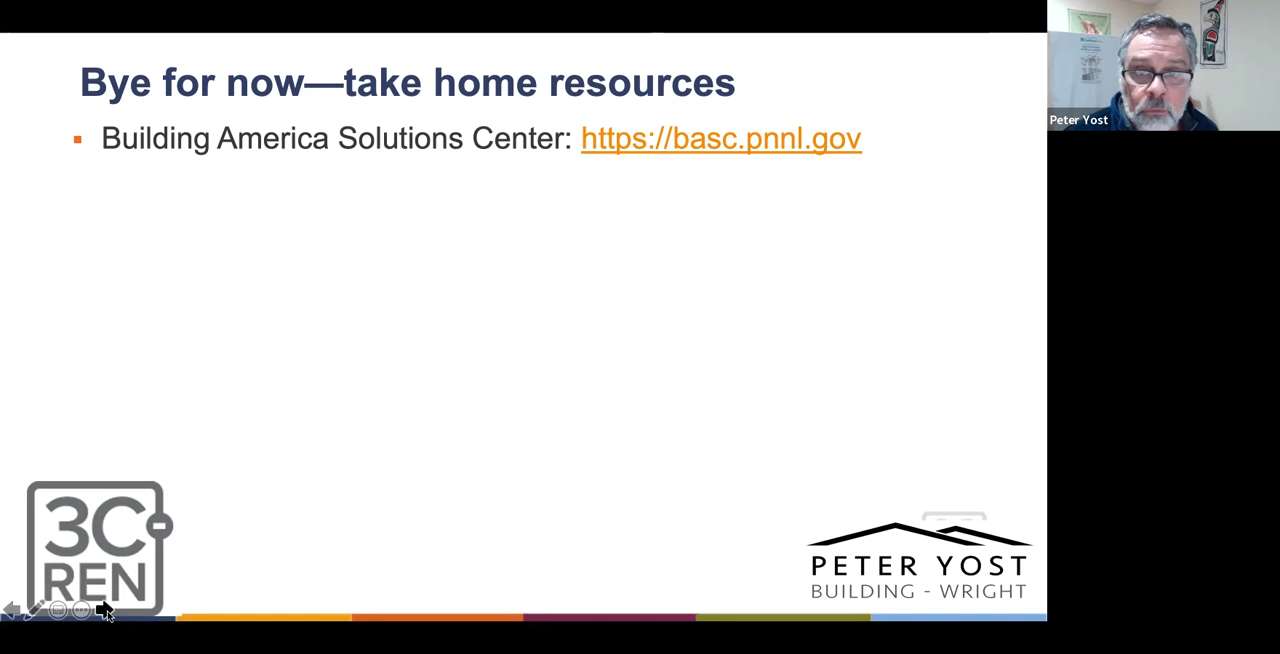 Bye for now—take home resources
▪ Building America Solutions Center: https://basc.pnnl.gov
Peter Yost
3C
REN
PETER YOST
BUILDING - WRIGHT